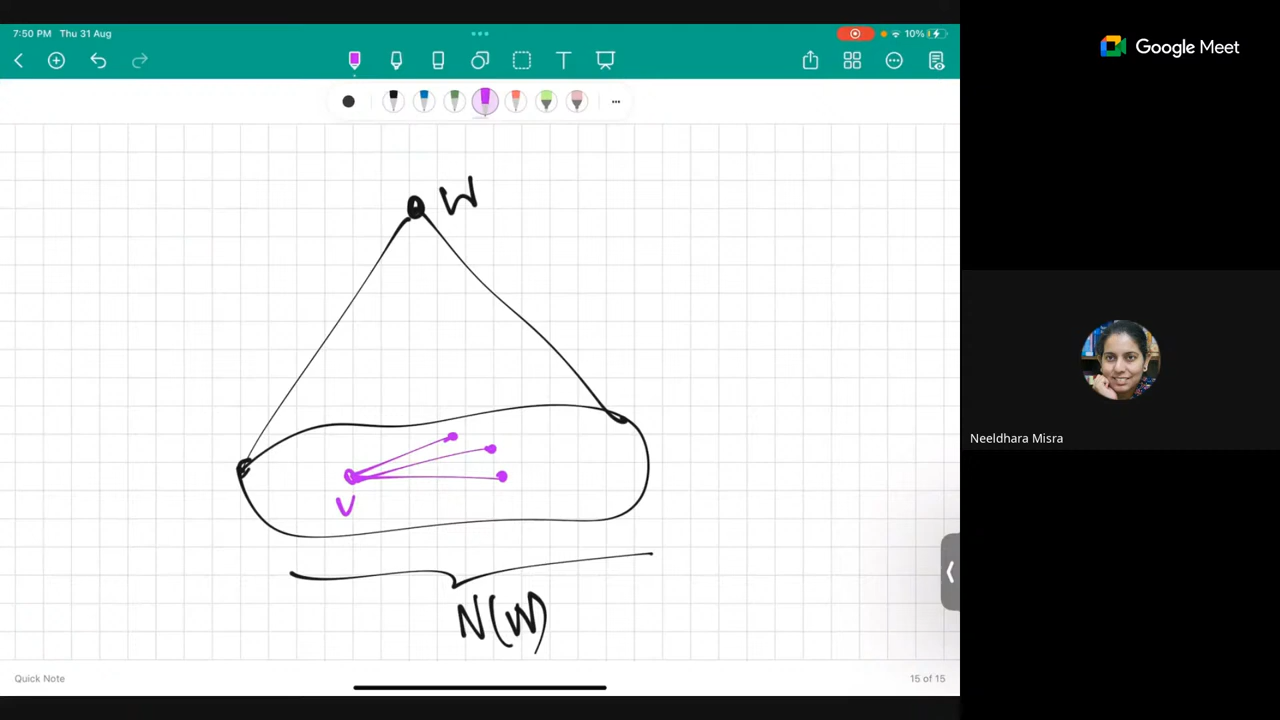 7:50 PM Thu 31 Aug
10%
Google Meet
T
W
V
N(W)
Neeldhara Misra
Quick Note
15 of 15